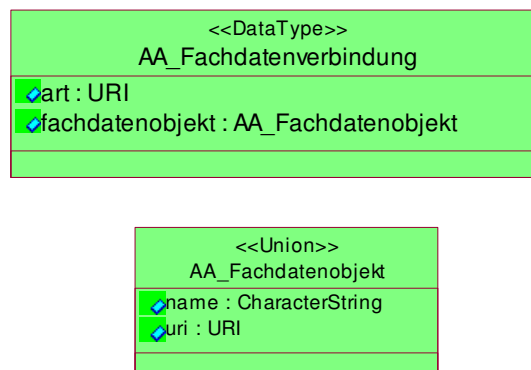 <<DataType>>
AA_Fachdatenverbindung
art : URI
fachdatenobjekt : AA_Fachdatenobjekt
<<Union>>
AA_Fachdatenobjekt
name : CharacterString
uri : URI